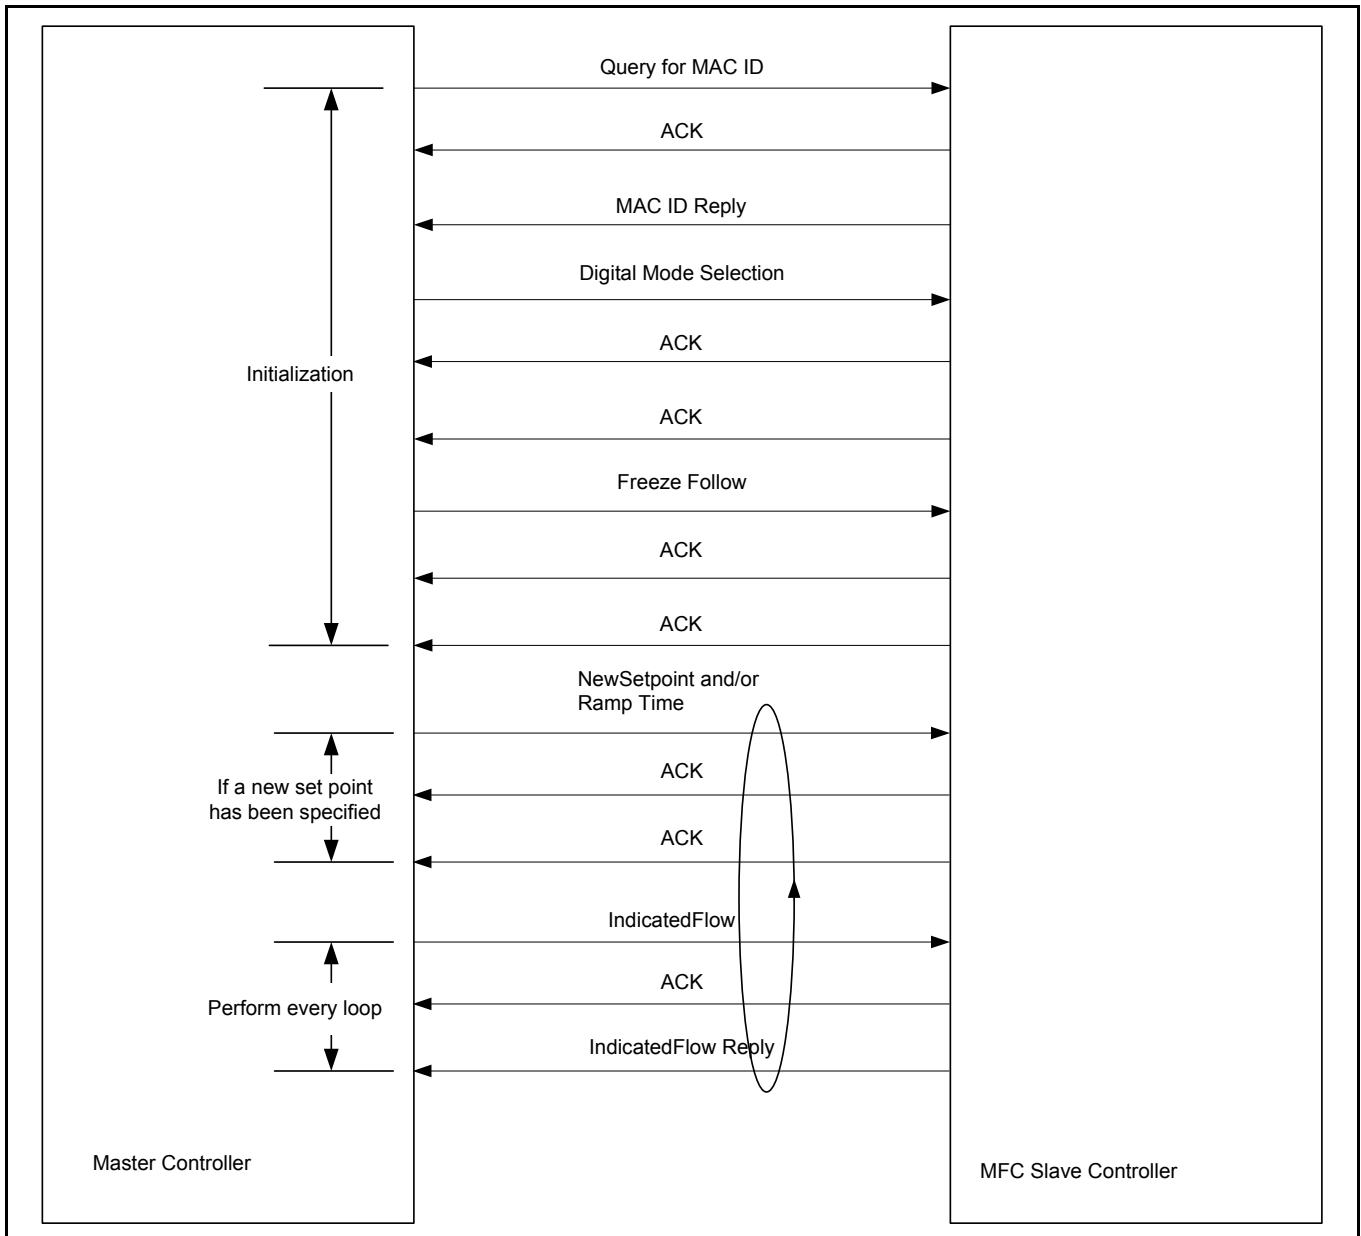 Query for MAC ID
ACK
MAC ID Reply
Digital Mode Selection
ACK
Initialization
ACK
Freeze Follow
ACK
ACK
NewSetpoint and/or
Ramp Time
ACK
If a new set point
has been specified
ACK
IndicatedFlow
ACK
Perform every loop
IndicatedFlow Reply
Master Controller
MFC Slave Controller